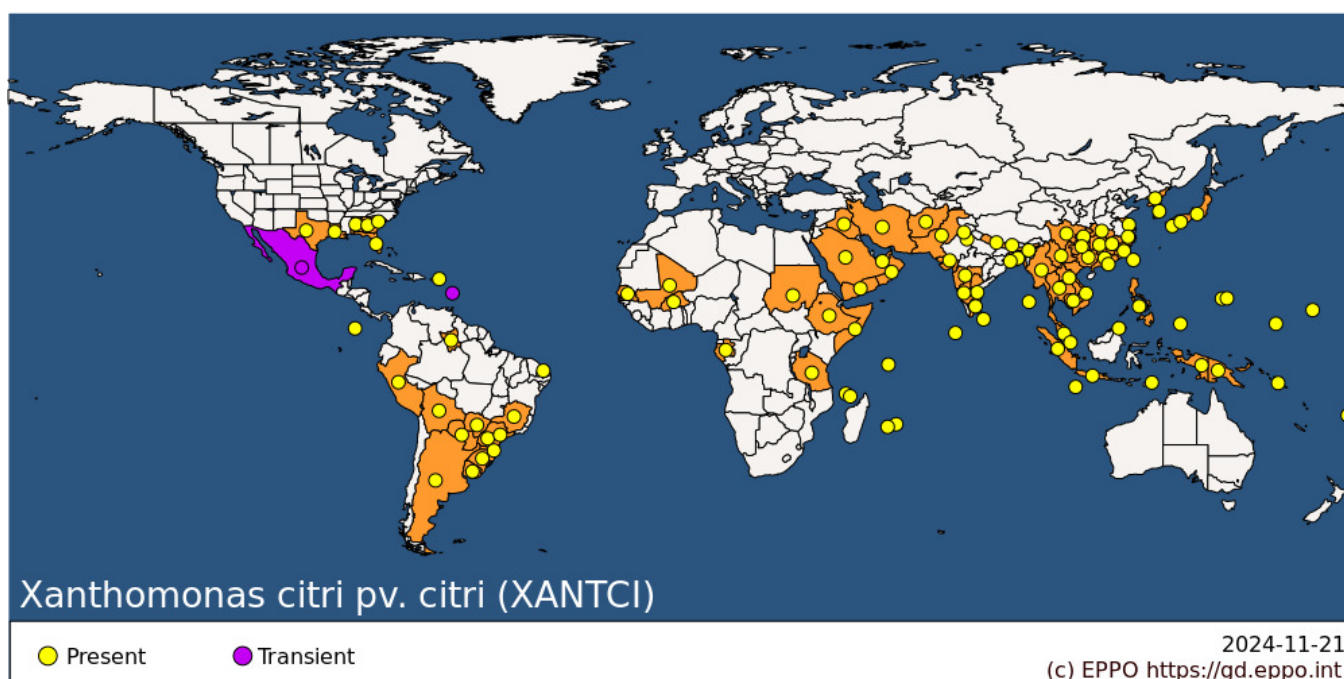 Xanthomonas citri pv. citri (XANTCI)
Present
Transient
2024-11-21
(c) EPPO https://gd.eppo.int